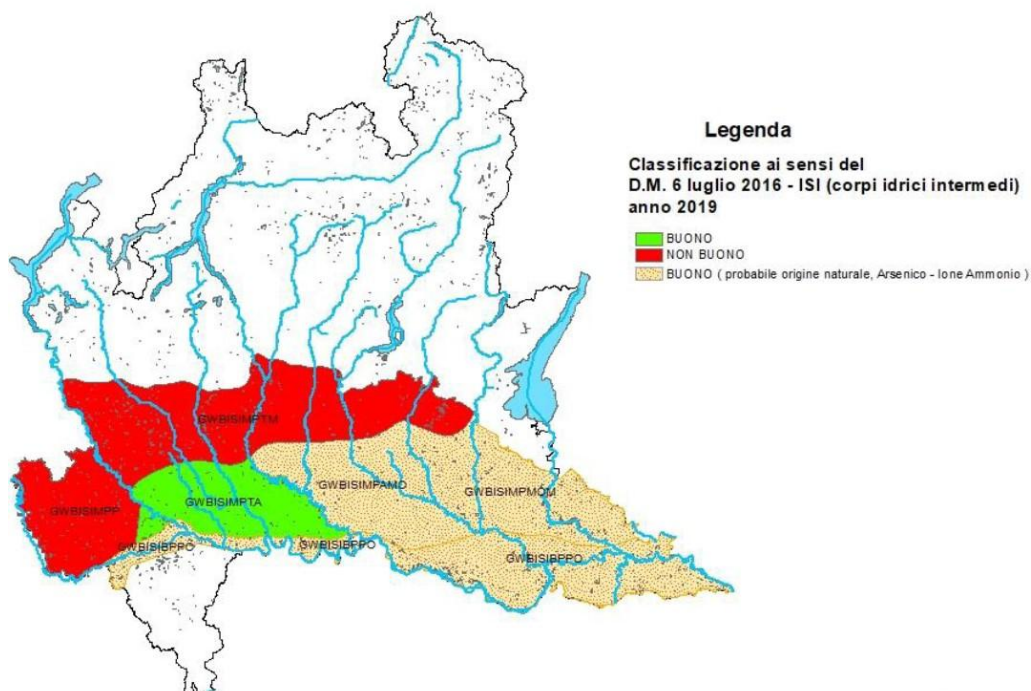 Legenda
Classificazione ai sensi del
D.M. 6 luglio 2016 - ISI (corpi idrici intermedi)
anno 2019
BUONO
NON BUONO
BUONO ( probabile origine naturale, Arsenico - Ione Ammonio )
GWBISIMPTM
GWBISIMPP
GWBISIMPTA
GWBISIMPAMO
GWBISIMPMOM
GWBISIBPPO
GWBISIBPPO
GWBISIBPPO